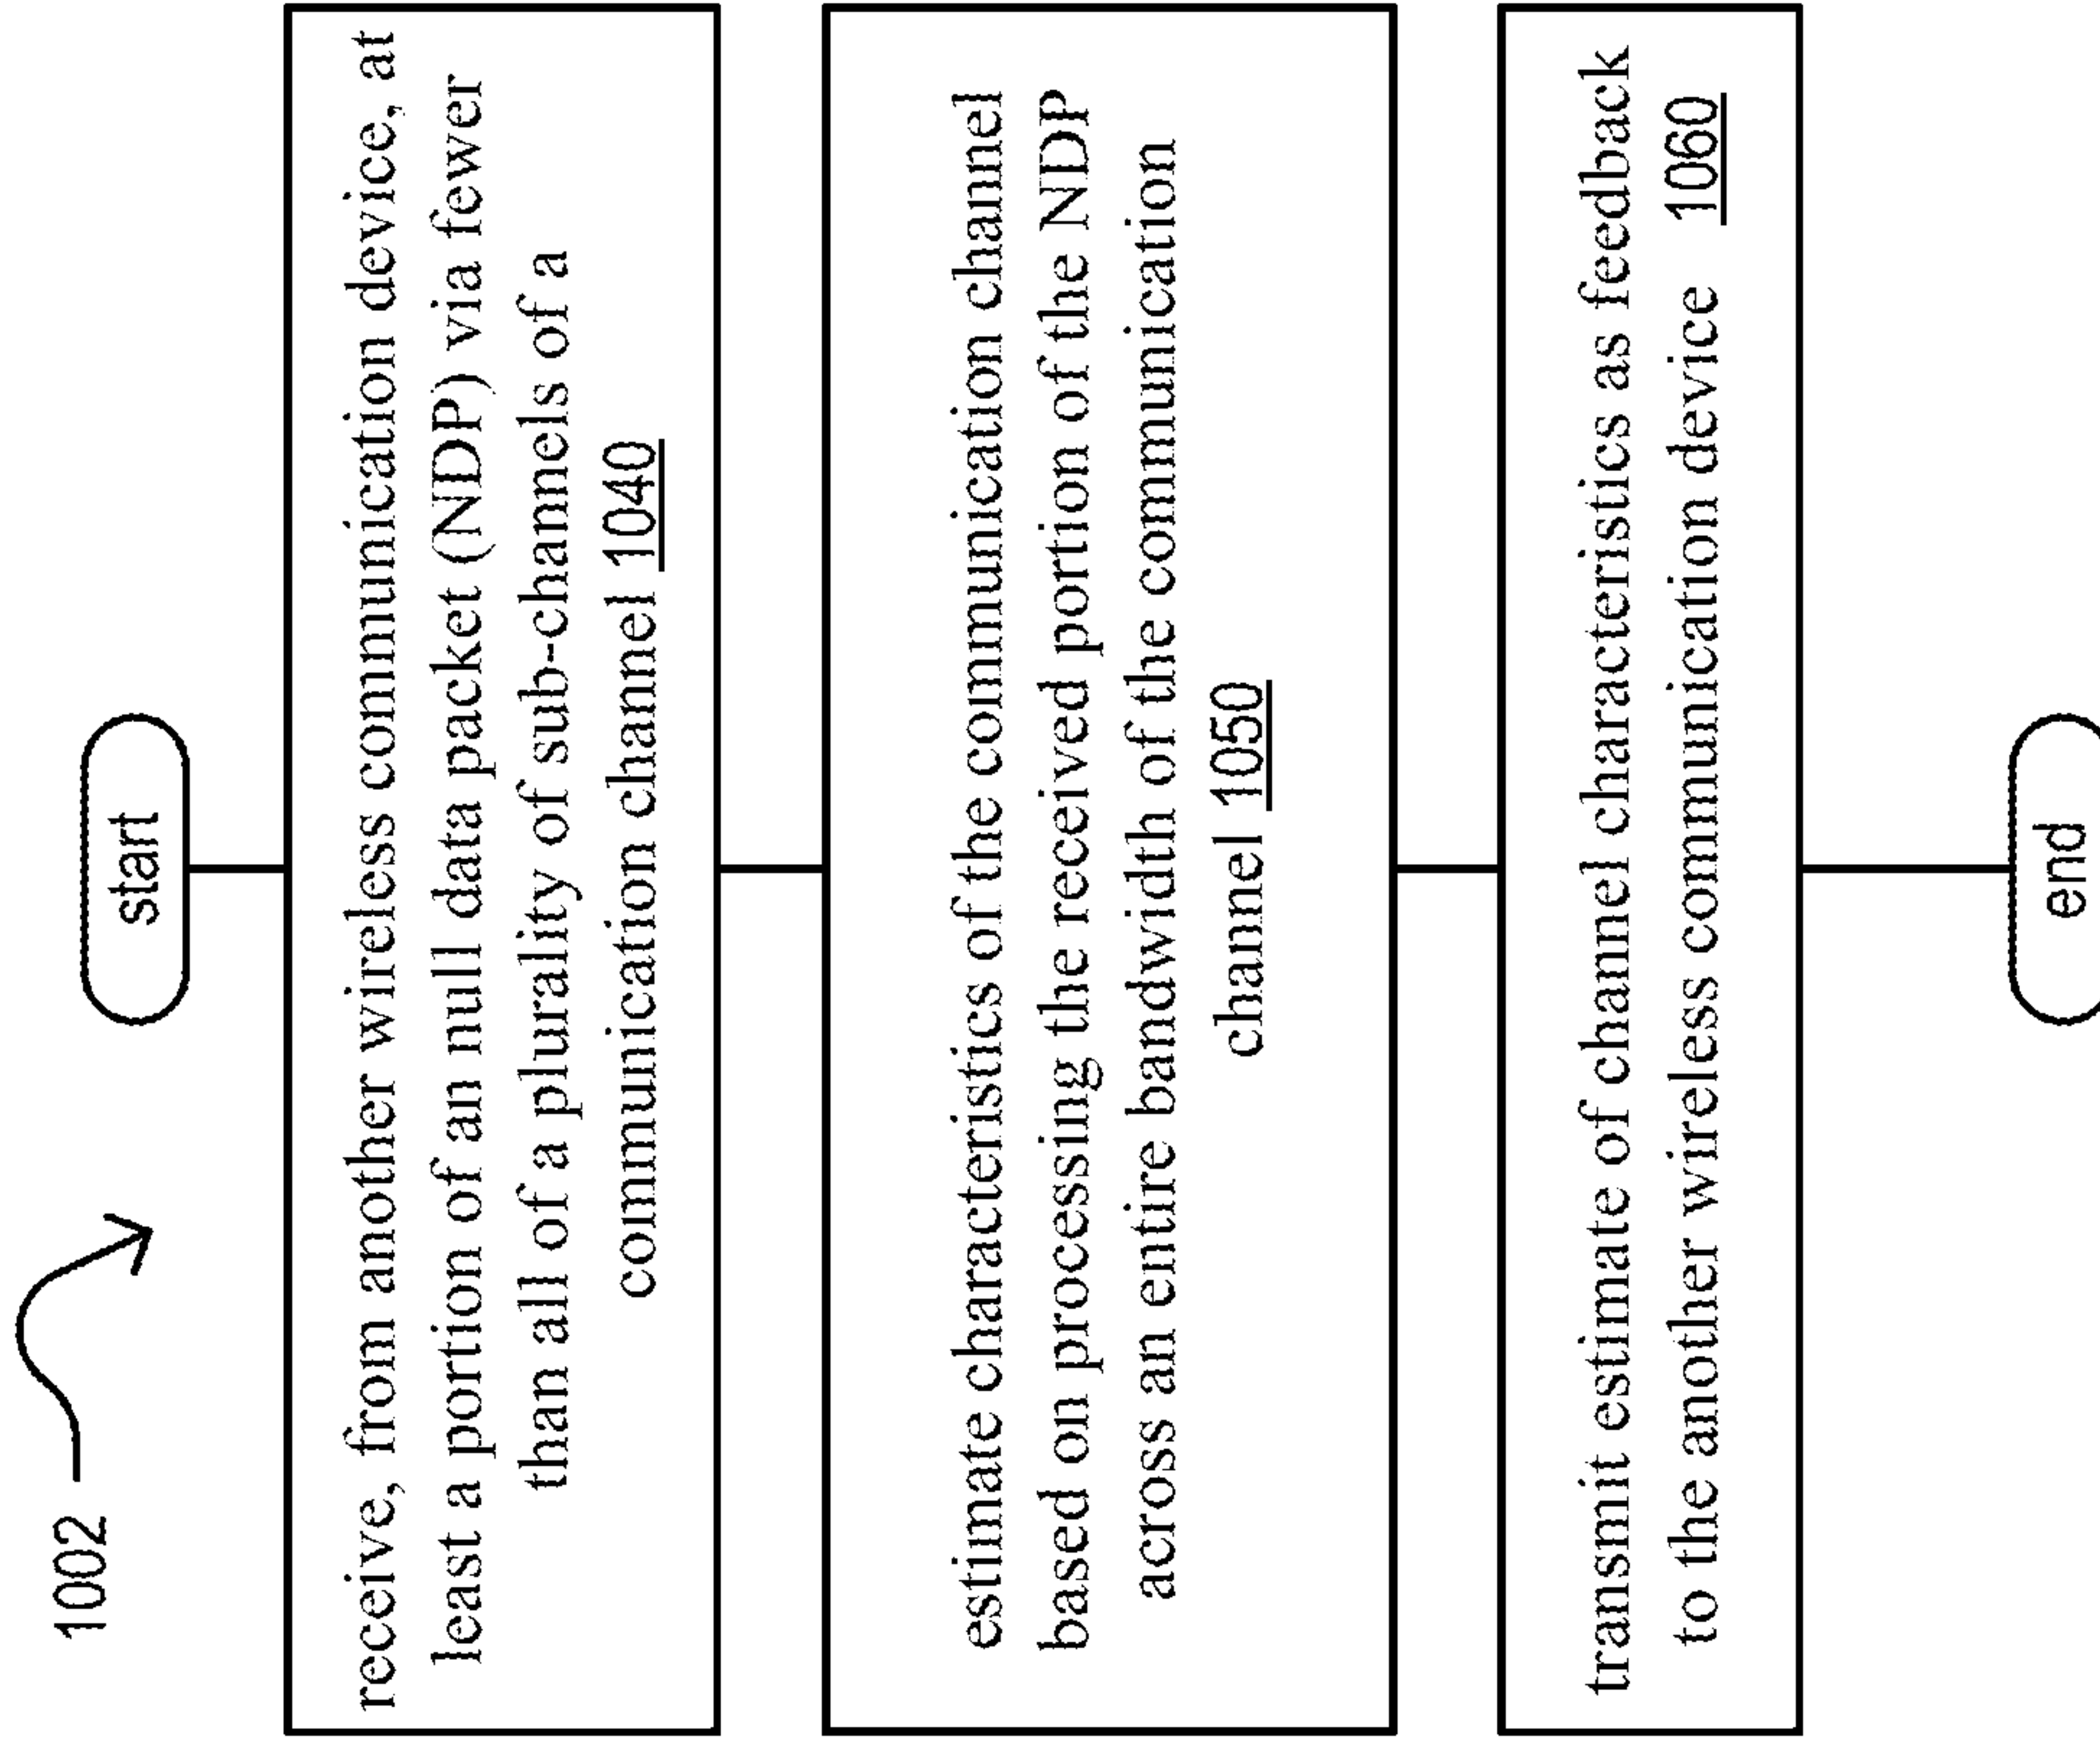 1002
start
receive, from another wireless communication device, at
least a portion of an null data packet (NDP) via fewer
than all of a plurality of sub-channels of a
communication channel 1040
estimate characteristics of the communication channel
based on processing the received portion of the NDP
across an entire bandwidth of the communication
channel 1050
transmit estimate of channel characteristics as feedback
to the another wireless communication device 1060
end